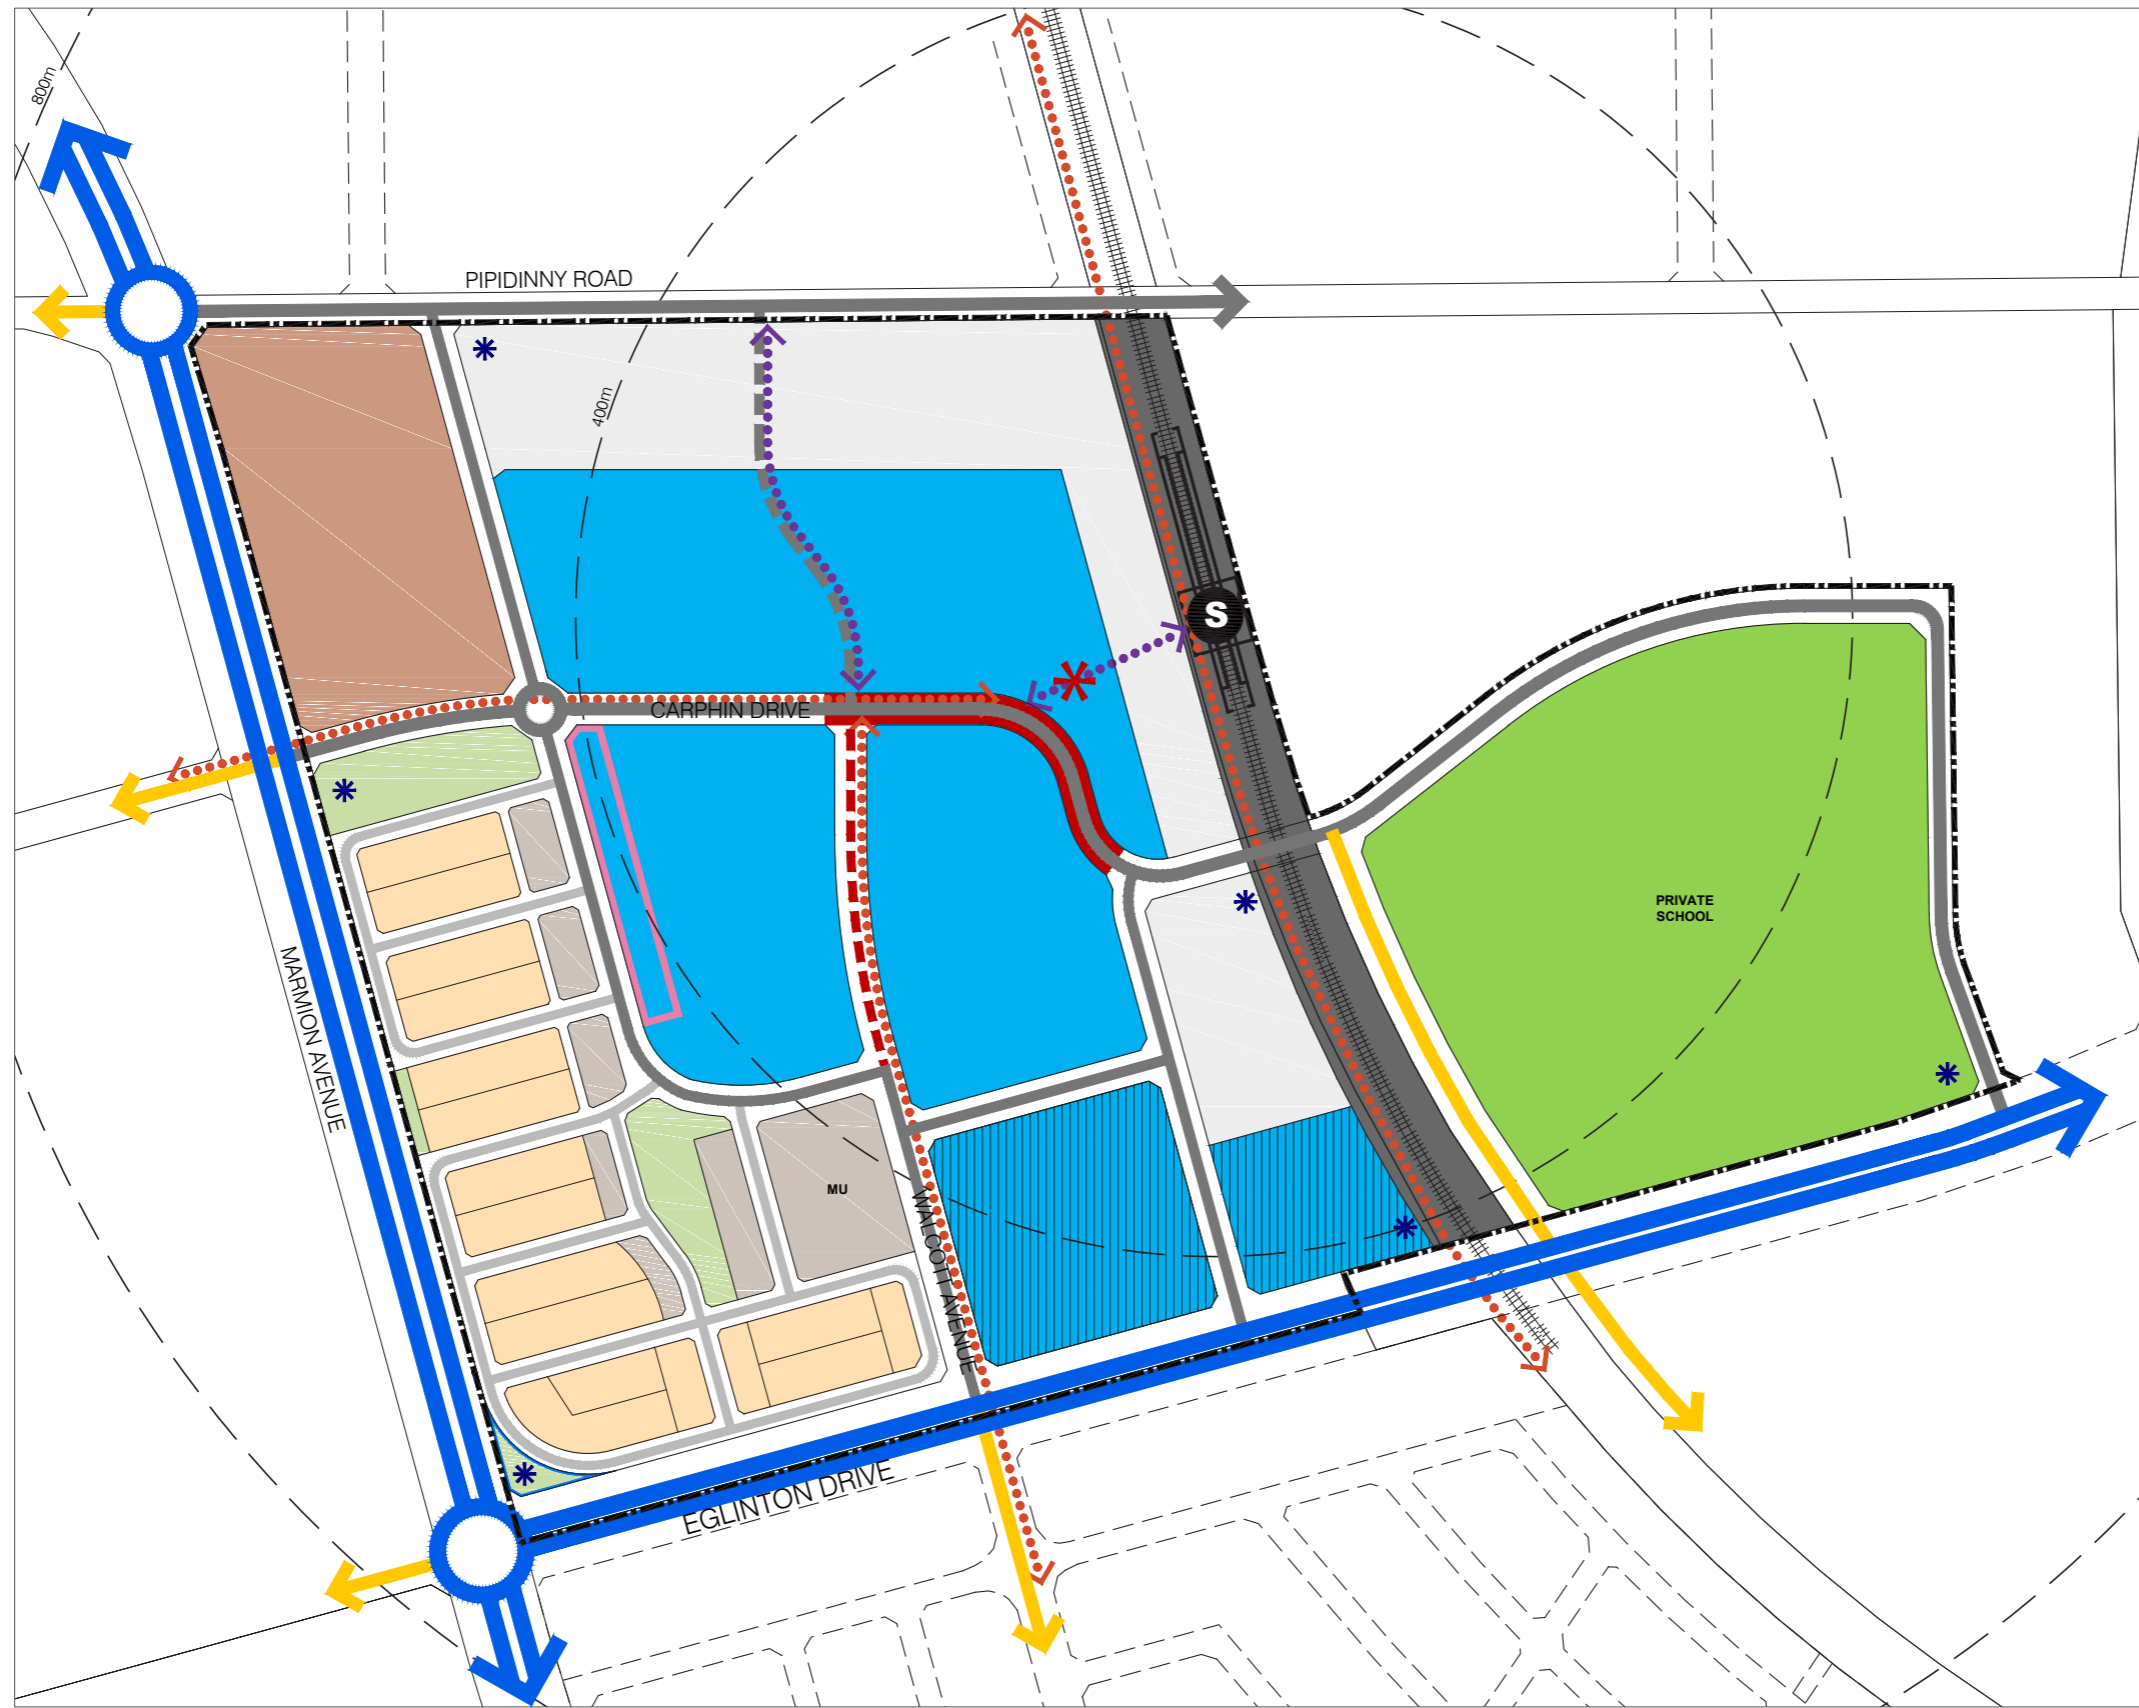 800m
PIPIDINNY ROAD
400m
S
CARPHIN DRIVE
PRIVATE
SCHOOL
MARMION AVENUE
MU
WALCOTT AVENUE
EGLINTON DRIVE